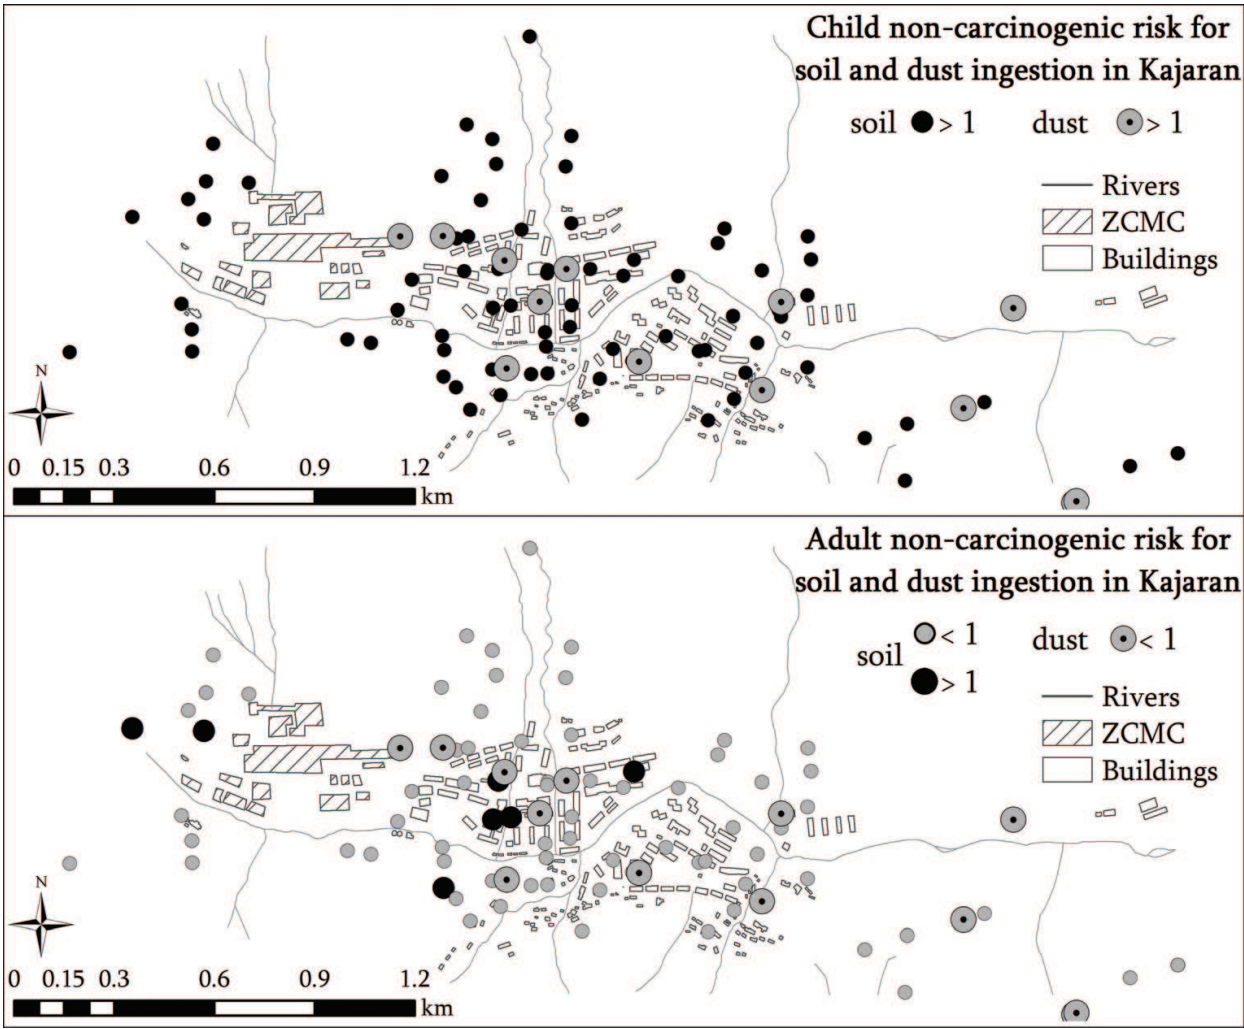 Child non-carcinogenic risk for
soil and dust ingestion in Kajaran
soil > 1 dust > 1
Rivers
ZCMC
Buildings
N
0 0.15 0.3 0.6 0.9 1.2
km
Adult non-carcinogenic risk for
soil and dust ingestion in Kajaran
soil < 1 dust < 1
> 1
Rivers
ZCMC
Buildings
N
0 0.15 0.3 0.6 0.9 1.2
km